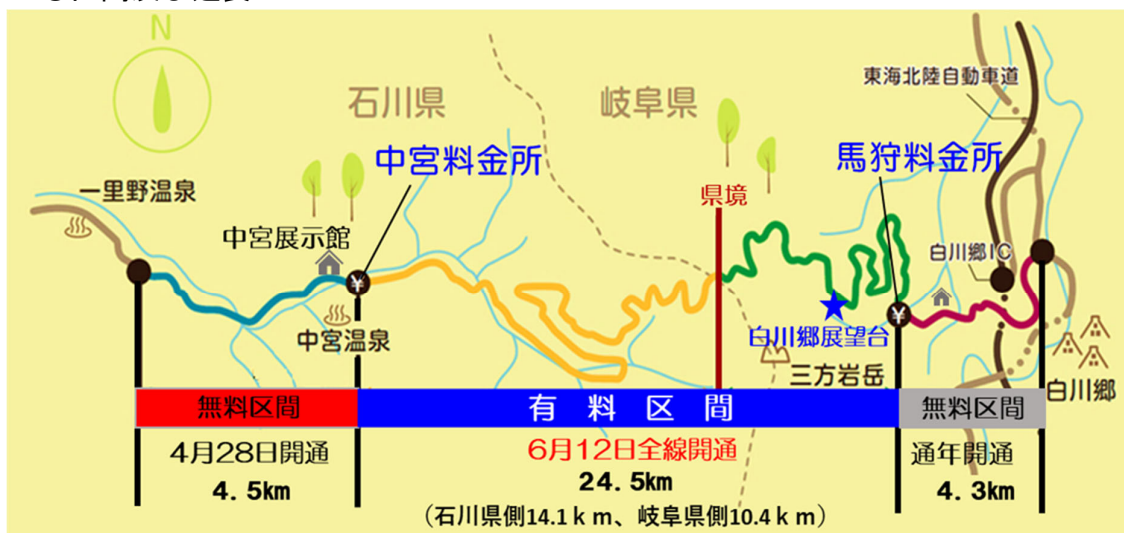 N
石川県
岐阜県
東海北陸自動車道
中宮料金所
馬狩料金所
一里野温泉
県境
中宮展示館
白川郷IC
¥
¥
中宮温泉
白川郷展望台
三方岩岳
白川郷
無料区間
有料区間
無料区間
4月28日開通
6月12日全線開通
通年開通
4.5km
24.5km
4.3km
（石川県側14.1ｋｍ、岐阜県側10.4ｋｍ）